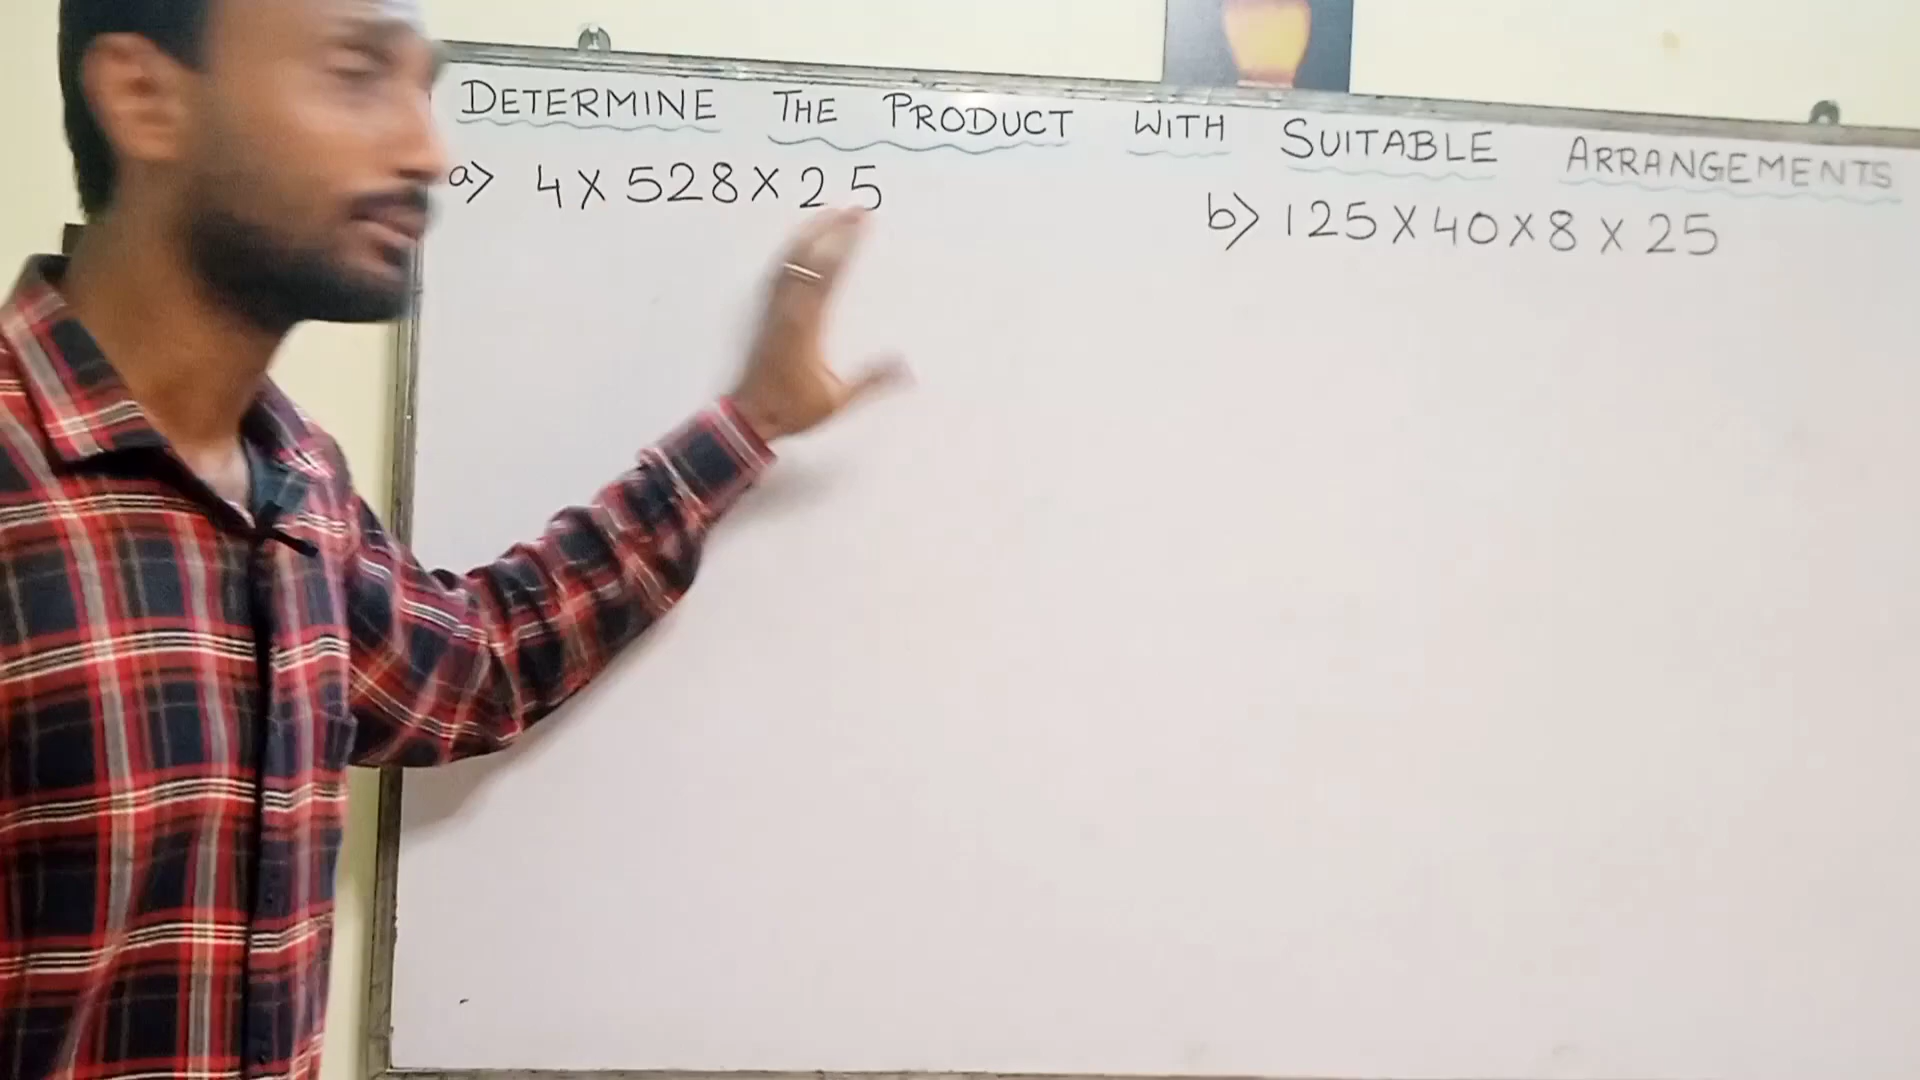 DETERMINE THE PRODUCT WITH SUITABLE ARRANGEMENTS
a> 4 X 528 X 25
b> 125 X 40 X 8 X 25